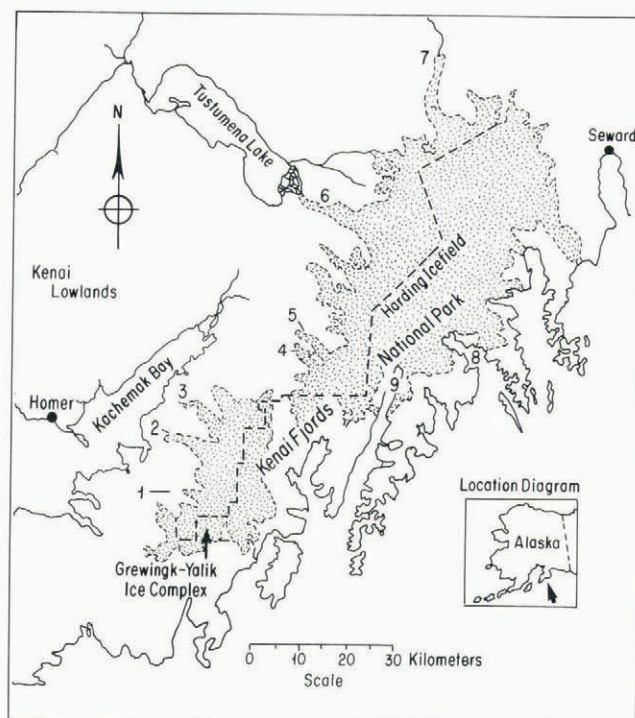 7
N
Tustumena Lake
Seward
6
Kenai
Lowlands
Harding Icefield
National Park
Kenai Fjords
5
4
8
9
Kachemak Bay
Homer
3
2
1
Location Diagram
Alaska
Grewingk-Yalik
Ice Complex
0 10 20 30 Kilometers
Scale